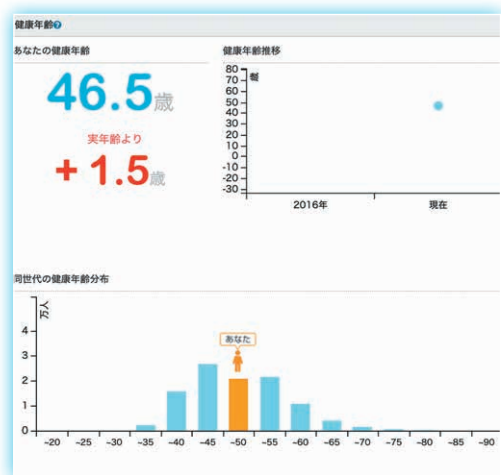 健康年齢?
あなたの健康年齢
46.5歳
実年齢より
+ 1.5歳
健康年齢推移
歳
80
70
60
50
40
30
20
10
0
-10
-20
-30
2016年 現在
同世代の健康年齢分布
万人
4
3
2
1
0
あなた
~20 ~25 ~30 ~35 ~40 ~45 ~50 ~55 ~60 ~65 ~70 ~75 ~80 ~85 ~90